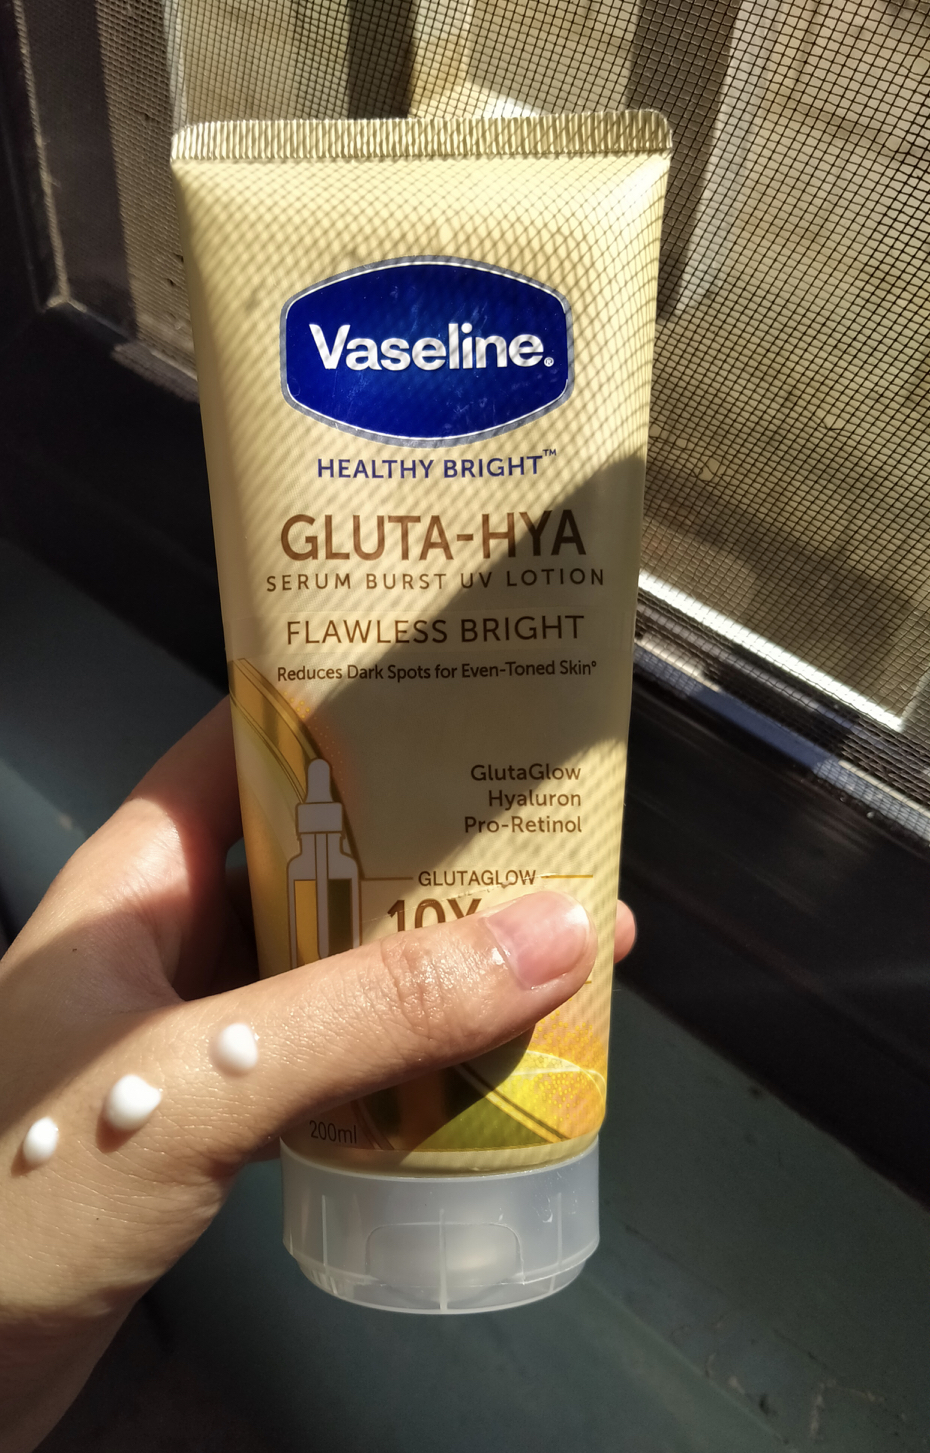 Vaseline®
HEALTHY BRIGHT™
GLUTA-HYA
SERUM BURST UV LOTION
FLAWLESS BRIGHT
Reduces Dark Spots for Even-Toned Skin°
GlutaGlow
Hyaluron
Pro-Retinol
GLUTAGLOW
10X
200ml